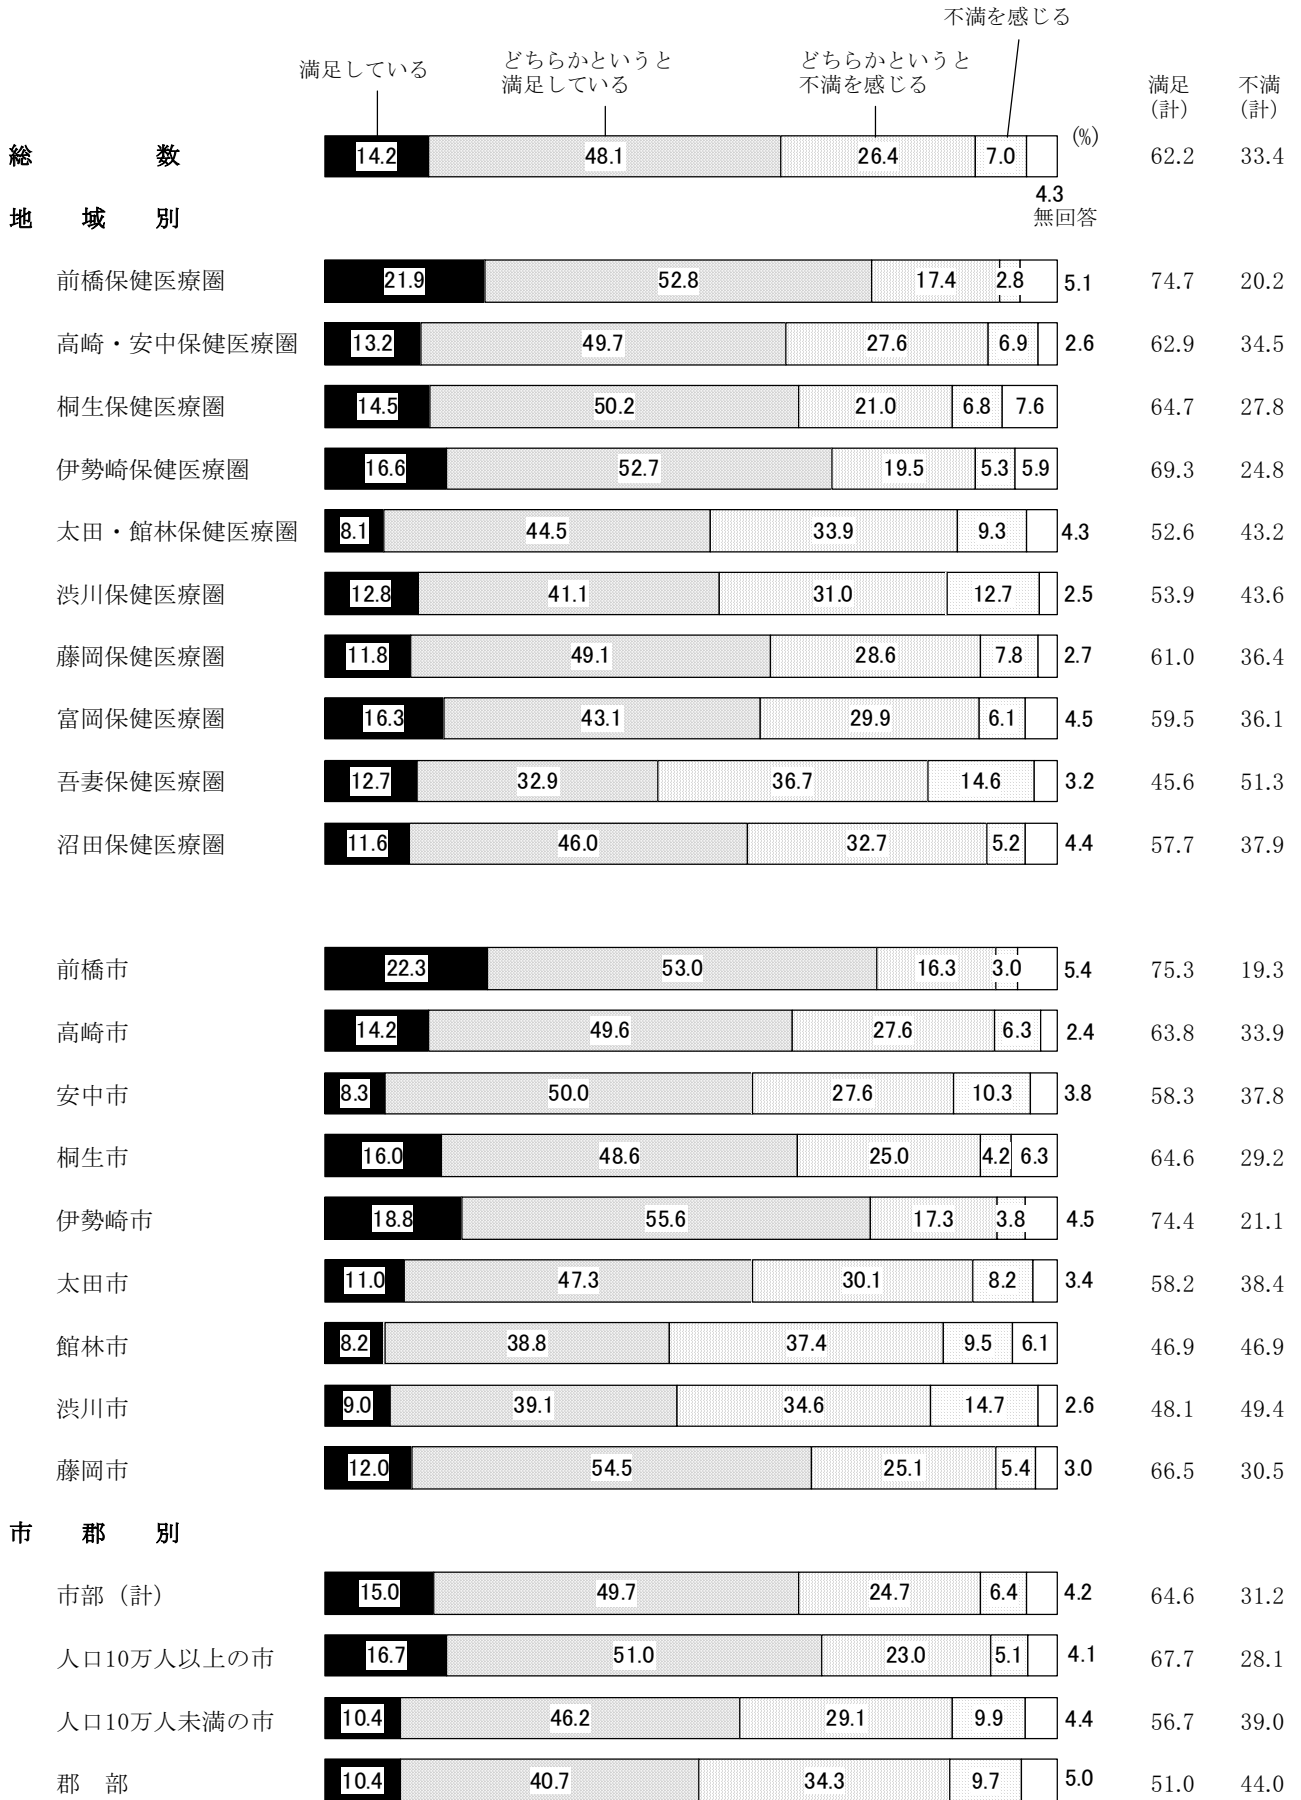 不満を感じる
満足している
どちらかというと
満足している
どちらかというと
不満を感じる
満足
(計)
不満
(計)
(%)
総　数 14.2 48.1 26.4 7.0 62.2 33.4
4.3
無回答
地　域　別
前橋保健医療圏 21.9 52.8 17.4 2.8 5.1 74.7 20.2
高崎・安中保健医療圏 13.2 49.7 27.6 6.9 2.6 62.9 34.5
桐生保健医療圏 14.5 50.2 21.0 6.8 7.6 64.7 27.8
伊勢崎保健医療圏 16.6 52.7 19.5 5.3 5.9 69.3 24.8
太田・館林保健医療圏 8.1 44.5 33.9 9.3 4.3 52.6 43.2
渋川保健医療圏 12.8 41.1 31.0 12.7 2.5 53.9 43.6
藤岡保健医療圏 11.8 49.1 28.6 7.8 2.7 61.0 36.4
富岡保健医療圏 16.3 43.1 29.9 6.1 4.5 59.5 36.1
吾妻保健医療圏 12.7 32.9 36.7 14.6 3.2 45.6 51.3
沼田保健医療圏 11.6 46.0 32.7 5.2 4.4 57.7 37.9
前橋市 22.3 53.0 16.3 3.0 5.4 75.3 19.3
高崎市 14.2 49.6 27.6 6.3 2.4 63.8 33.9
安中市 8.3 50.0 27.6 10.3 3.8 58.3 37.8
桐生市 16.0 48.6 25.0 4.2 6.3 64.6 29.2
伊勢崎市 18.8 55.6 17.3 3.8 4.5 74.4 21.1
太田市 11.0 47.3 30.1 8.2 3.4 58.2 38.4
館林市 8.2 38.8 37.4 9.5 6.1 46.9 46.9
渋川市 9.0 39.1 34.6 14.7 2.6 48.1 49.4
藤岡市 12.0 54.5 25.1 5.4 3.0 66.5 30.5
市　郡　別
市部（計） 15.0 49.7 24.7 6.4 4.2 64.6 31.2
人口10万人以上の市 16.7 51.0 23.0 5.1 4.1 67.7 28.1
人口10万人未満の市 10.4 46.2 29.1 9.9 4.4 56.7 39.0
郡　部 10.4 40.7 34.3 9.7 5.0 51.0 44.0